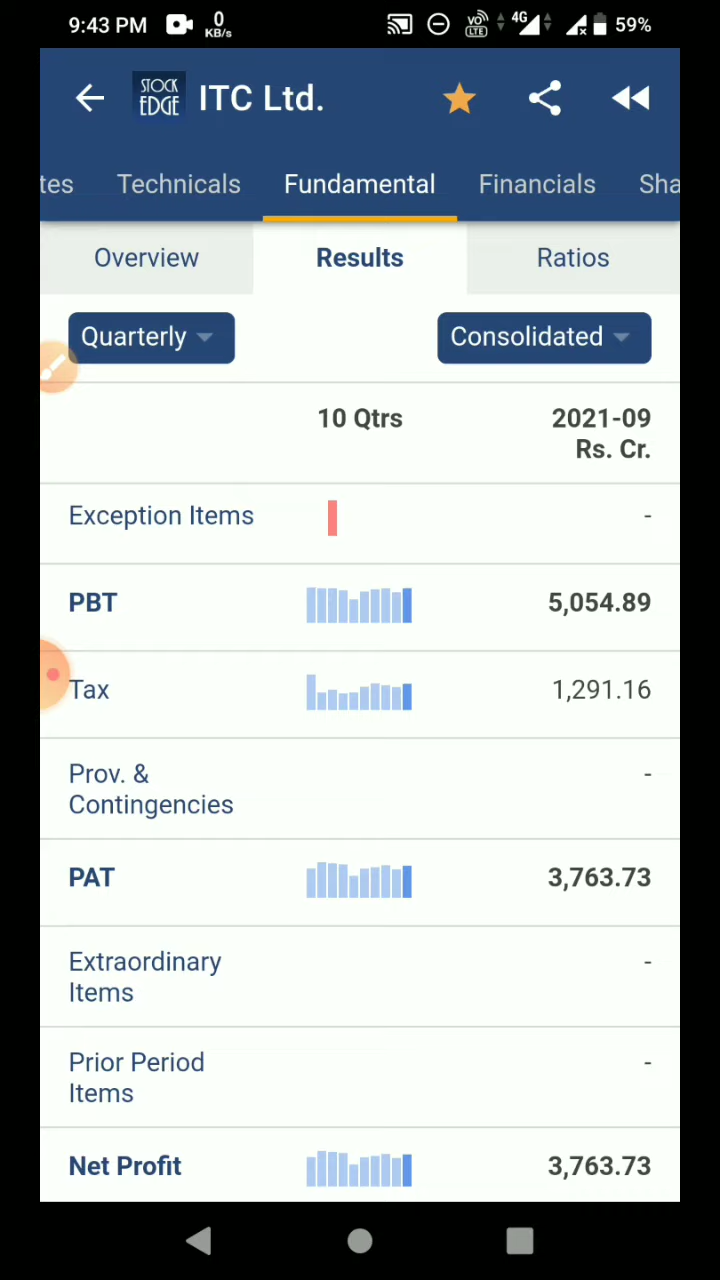 9:43 PM 0 KB/s VO LTE 4G 59%
STOCK EDGE ITC Ltd.
tes Technicals Fundamental Financials Sha
Overview Results Ratios
Quarterly Consolidated
10 Qtrs 2021-09
Rs. Cr.
Exception Items -
PBT 5,054.89
Tax 1,291.16
Prov. & -
Contingencies
PAT 3,763.73
Extraordinary -
Items
Prior Period -
Items
Net Profit 3,763.73